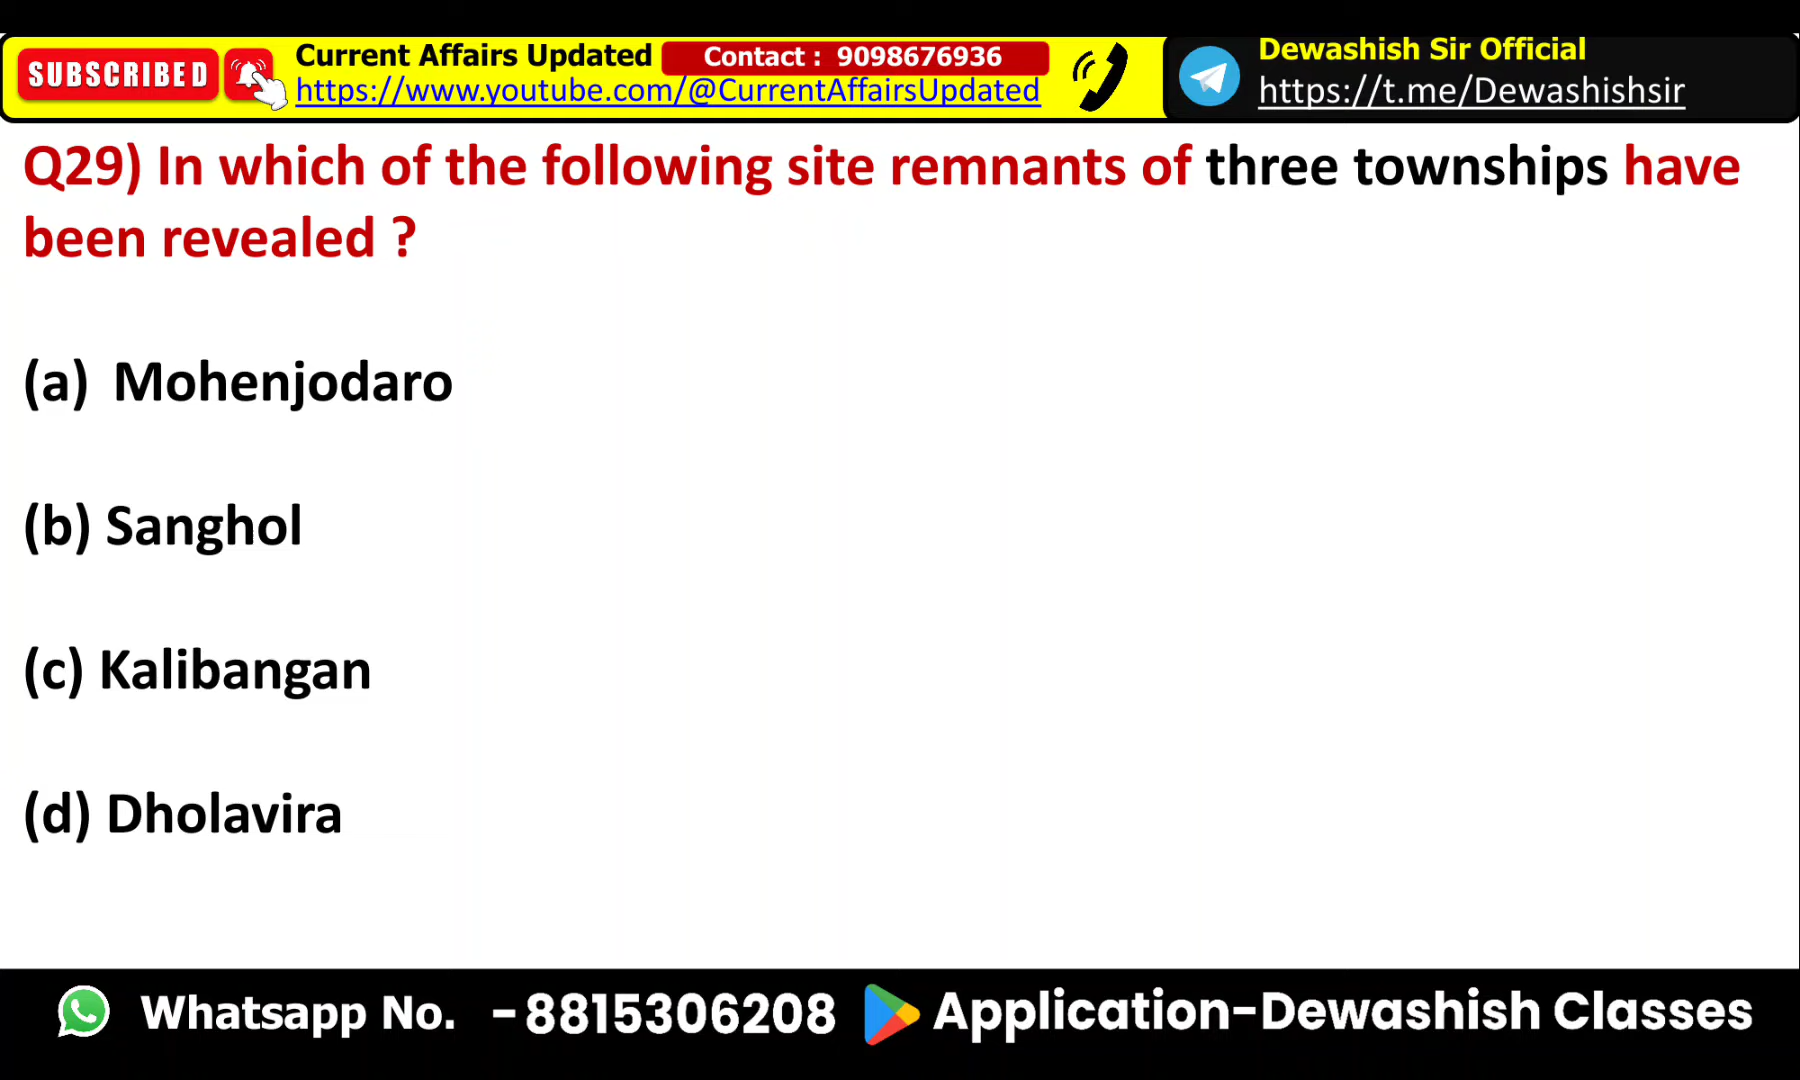 SUBSCRIBED
Current Affairs Updated
Contact : 9098676936
https://www.youtube.com/@CurrentAffairsUpdated
Dewashish Sir Official
https://t.me/Dewashishsir
Q29) In which of the following site remnants of three townships have
been revealed ?
(a) Mohenjodaro
(b) Sanghol
(c) Kalibangan
(d) Dholavira
Whatsapp No. -8815306208
Application-Dewashish Classes